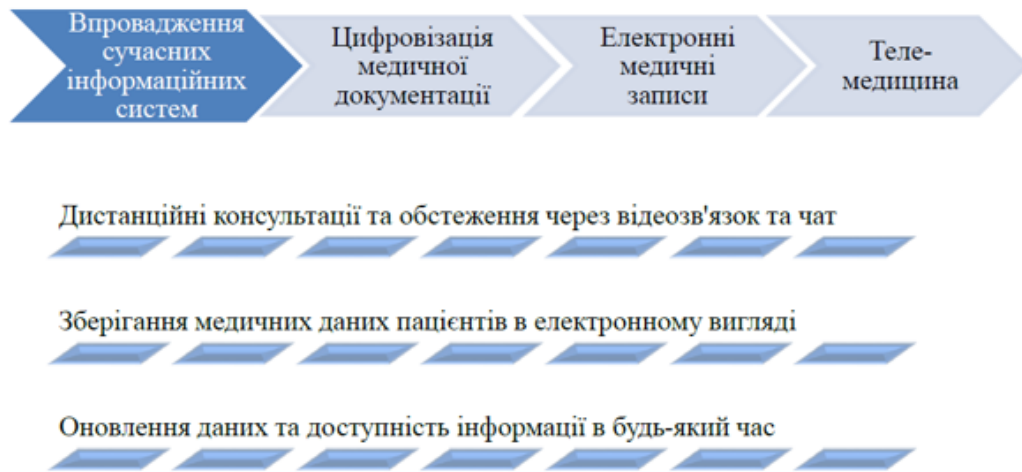 Впровадження
сучасних
інформаційних
систем
Цифровізація
медичної
документації
Електронні
медичні
записи
Теле-
медицина
Дистанційні консультації та обстеження через відеозв'язок та чат
Зберігання медичних даних пацієнтів в електронному вигляді
Оновлення даних та доступність інформації в будь-який час